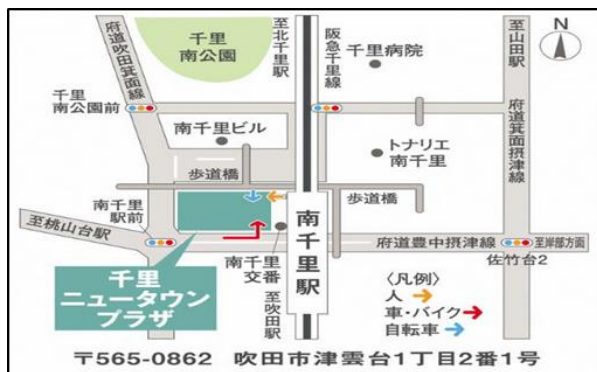 府道吹田箕面線
千里
南公園
至北千里駅
阪急千里線
千里病院
至山田駅
N
千里
南公園前
南千里ビル
トナリエ
南千里
府道箕面摂津線
歩道橋
歩道橋
南千里
駅前
至桃山台駅
南千里駅
府道豊中摂津線
至岸部方面
佐竹台2
千里
ニュータウン
プラザ
南千里
交番
至吹田駅
〈凡例〉
人
車・バイク
自転車
〒565-0862 吹田市津雲台1丁目2番1号